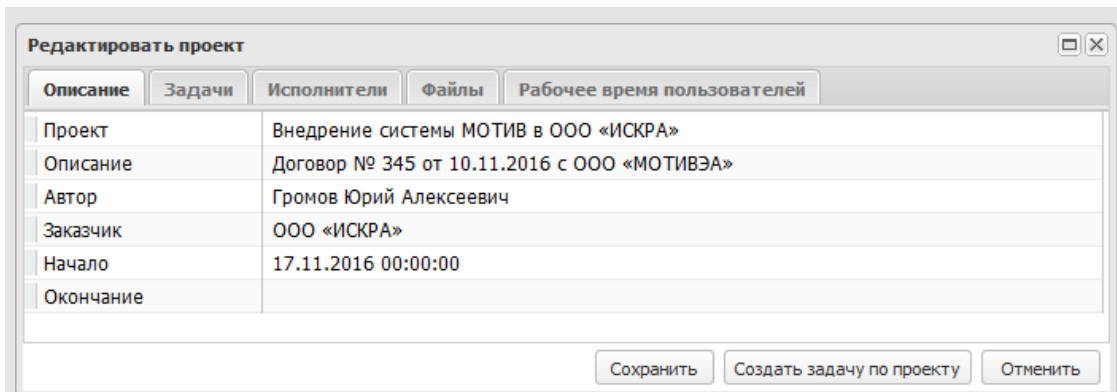 Редактировать проект
Описание Задачи Исполнители Файлы Рабочее время пользователей
Проект Внедрение системы МОТИВ в ООО «ИСКРА»
Описание Договор № 345 от 10.11.2016 с ООО «МОТИВЭА»
Автор Громов Юрий Алексеевич
Заказчик ООО «ИСКРА»
Начало 17.11.2016 00:00:00
Окончание
Сохранить Создать задачу по проекту Отменить